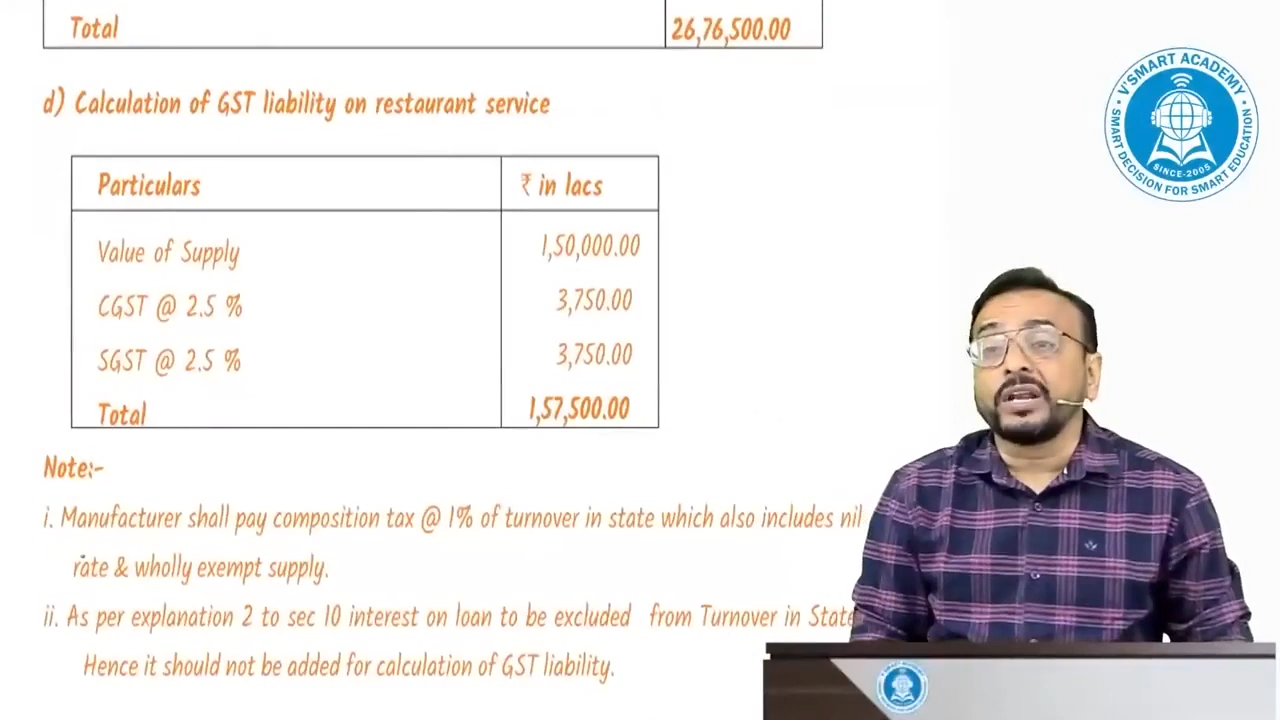 Total 26,76,500.00
d) Calculation of GST liability on restaurant service
Particulars ₹ in lacs
Value of Supply 1,50,000.00
CGST @ 2.5 % 3,750.00
SGST @ 2.5 % 3,750.00
Total 1,57,500.00
Note:-
i. Manufacturer shall pay composition tax @ 1% of turnover in state which also includes nil
rate & wholly exempt supply.
ii. As per explanation 2 to sec 10 interest on loan to be excluded from Turnover in State
Hence it should not be added for calculation of GST liability.
V'SMART ACADEMY
SMART DECISION FOR SMART EDUCATION
SINCE-2005